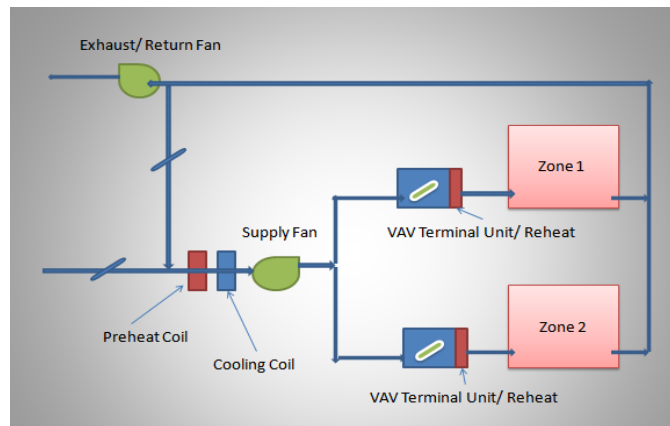 Exhaust/ Return Fan
Zone 1
Supply Fan
VAV Terminal Unit/ Reheat
Preheat Coil
Cooling Coil
Zone 2
VAV Terminal Unit/ Reheat